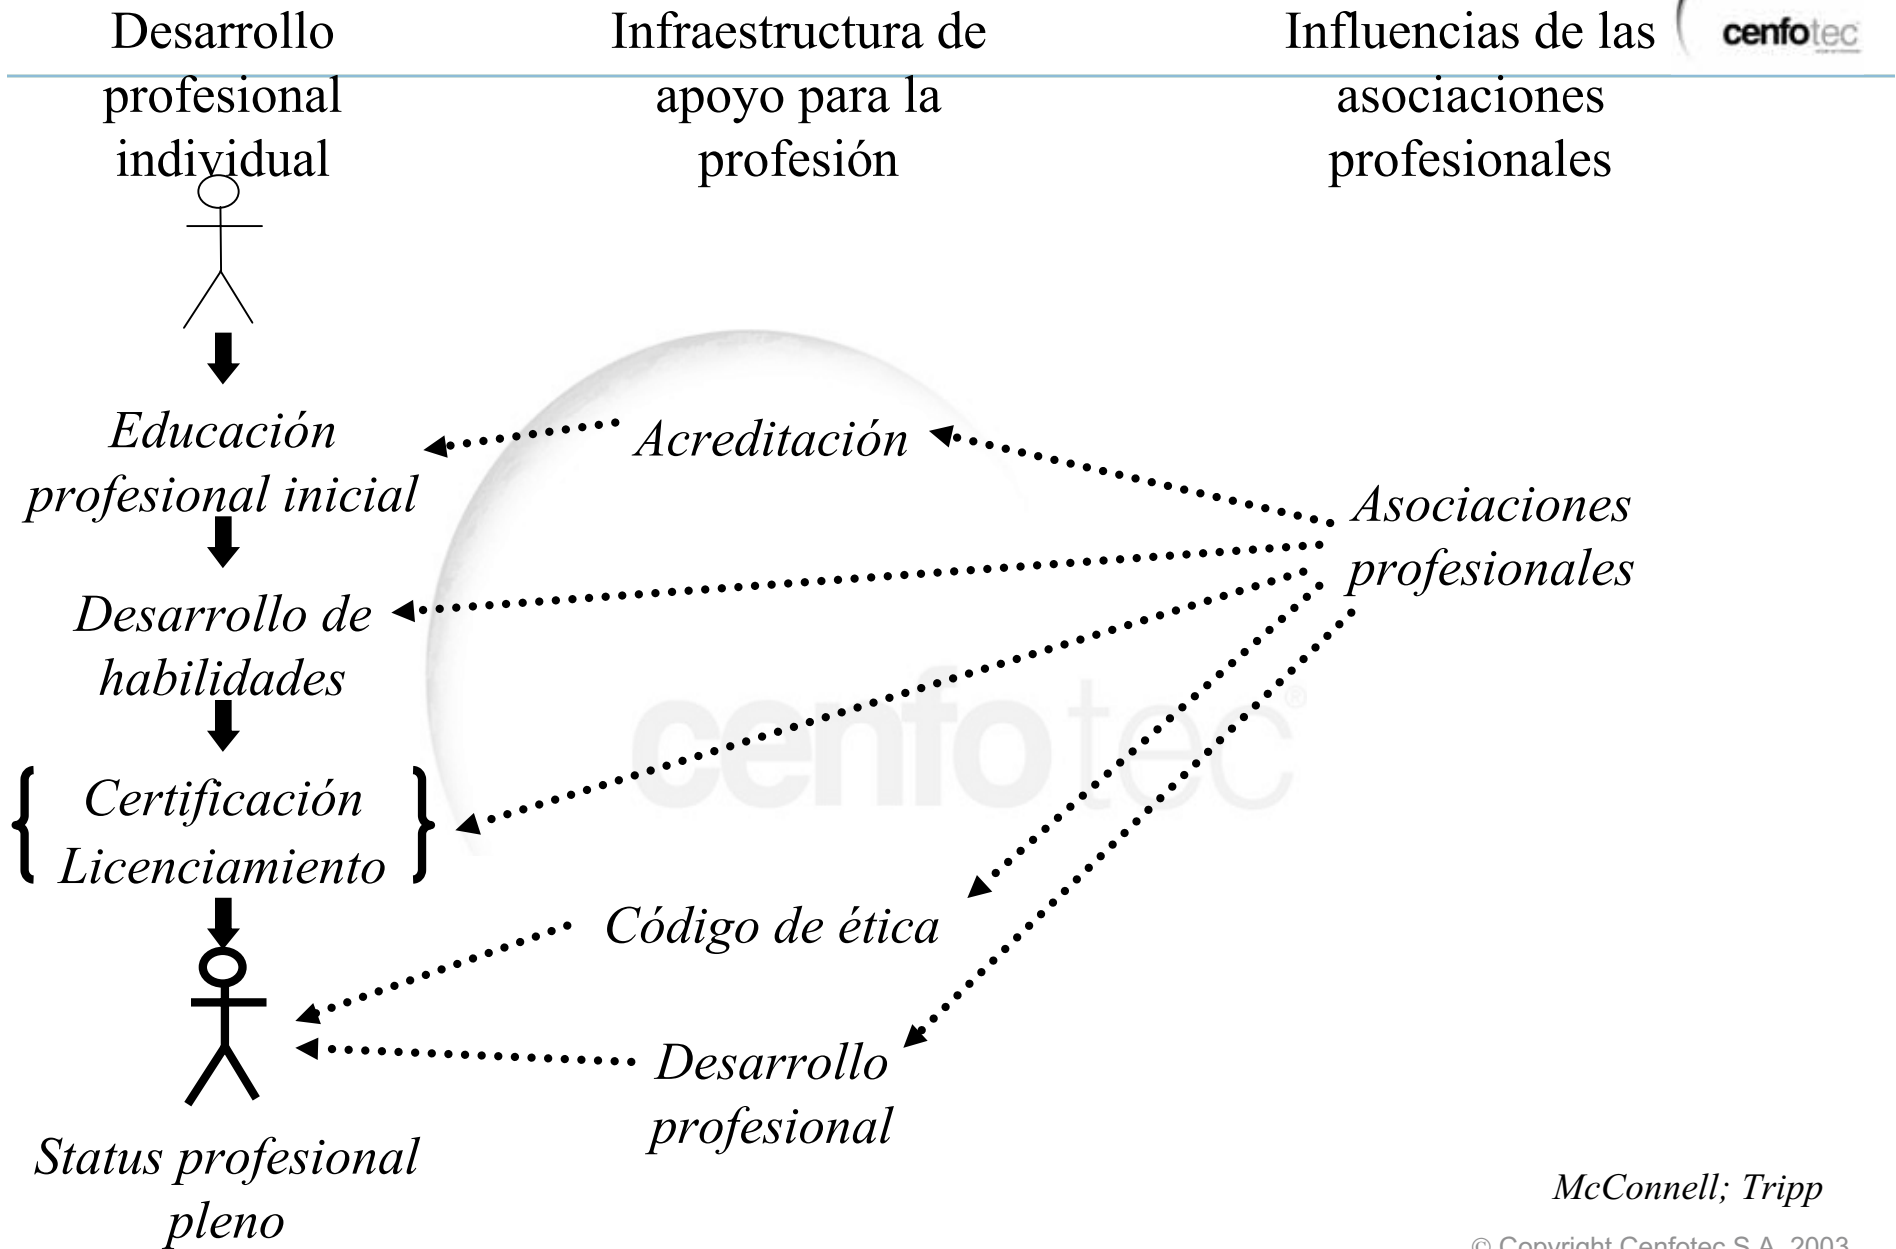 Desarrollo
profesional
individual
Infraestructura de
apoyo para la
profesión
Influencias de las
asociaciones
profesionales
cenfotec
Educación
profesional inicial
Acreditación
Asociaciones
profesionales
Desarrollo de
habilidades
cenfotec®
{ Certificación }
Licenciamiento
Código de ética
Desarrollo
profesional
Status profesional
pleno
McConnell; Tripp
© Copyright Cenfotec S.A. 2003